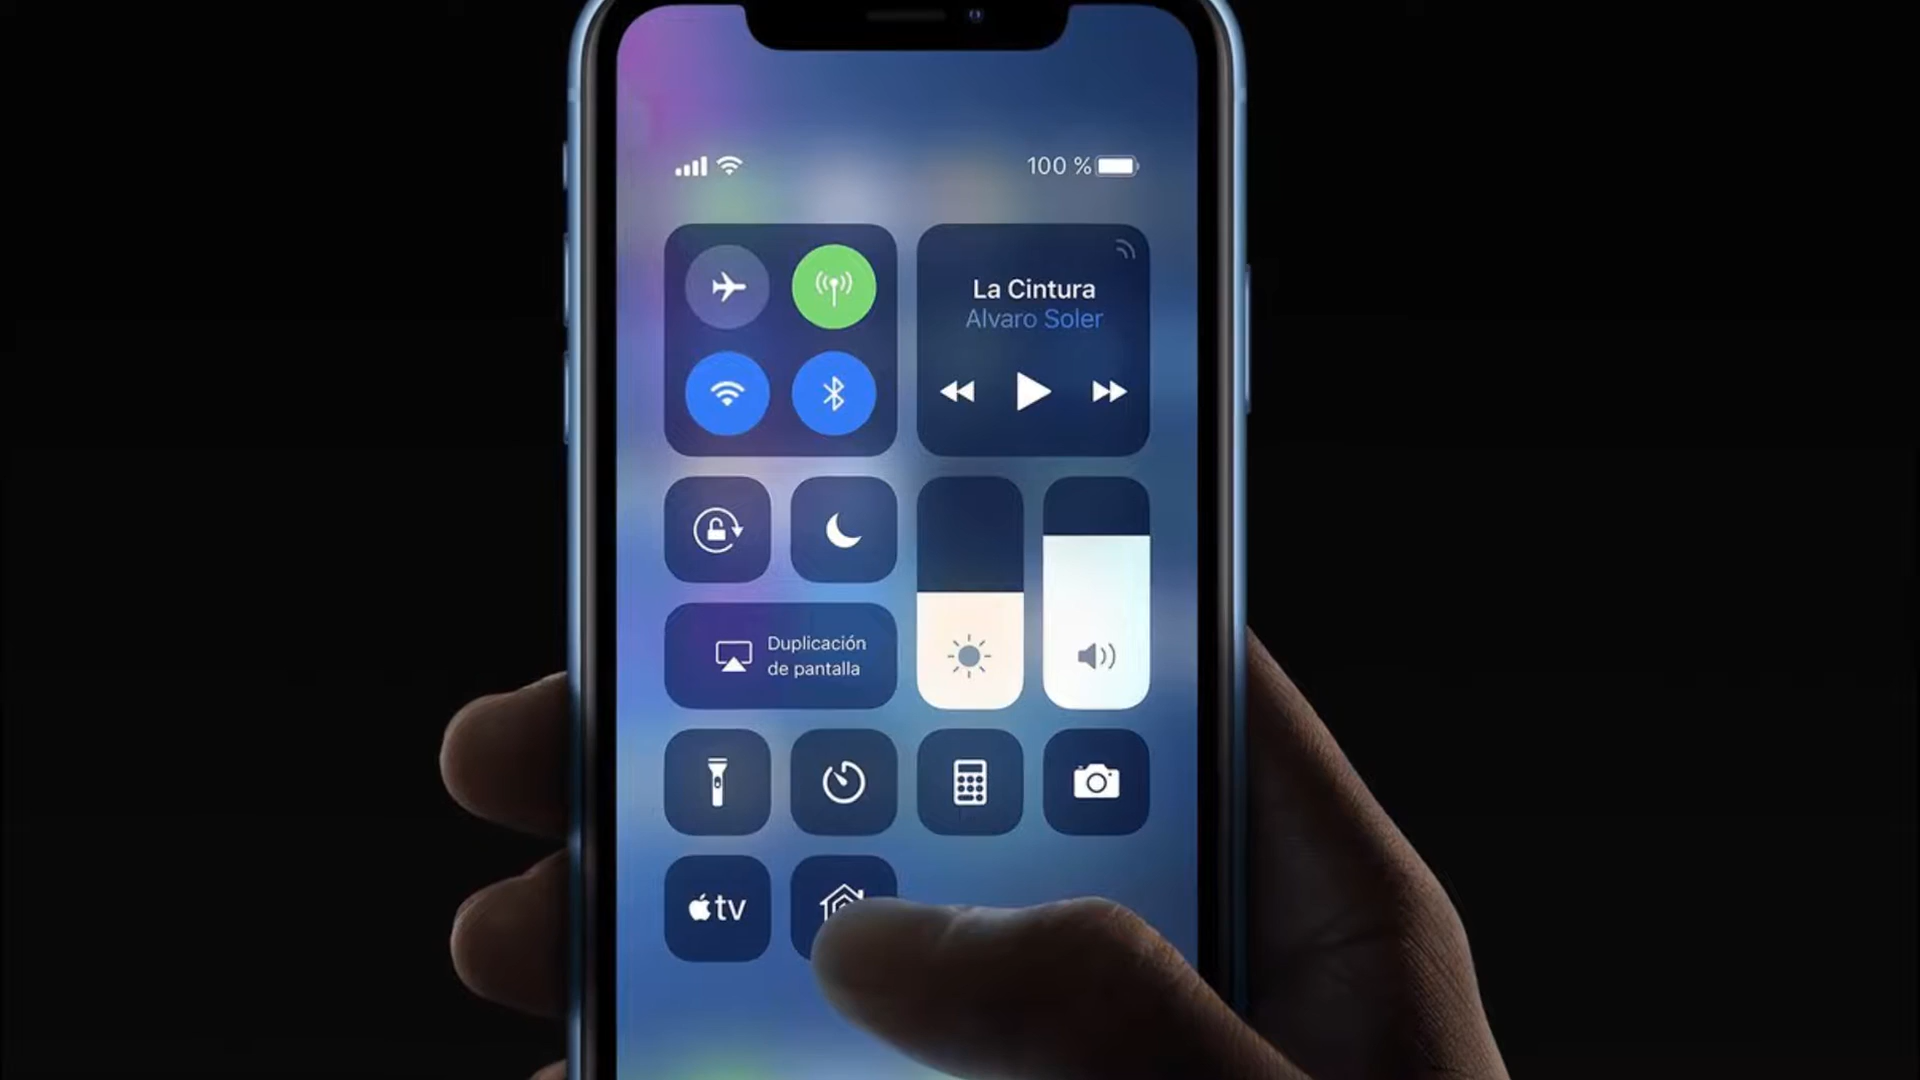 100 %
La Cintura
Alvaro Soler
Duplicación
de pantalla
tv